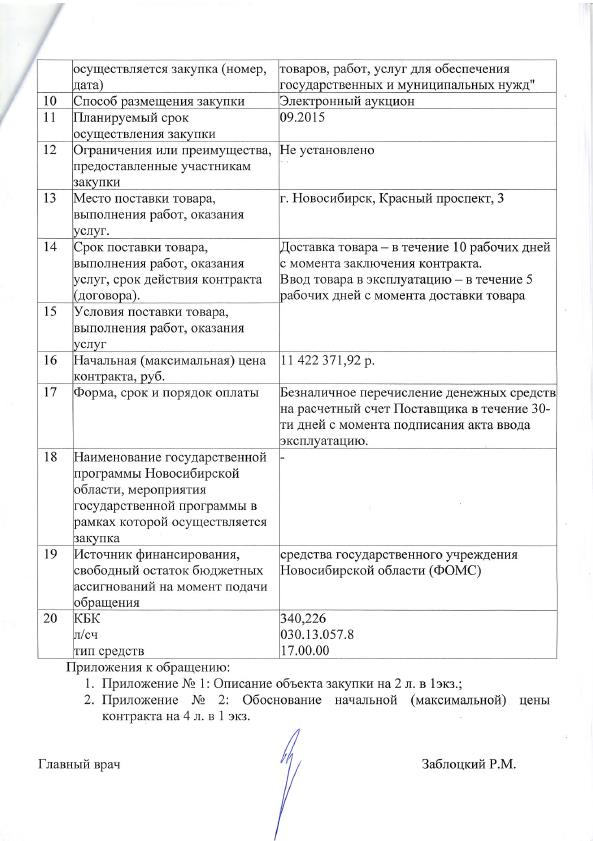 осуществляется закупка (номер, дата)
товаров, работ, услуг для обеспечения государственных и муниципальных нужд"
10
Способ размещения закупки
Электронный аукцион
11
Планируемый срок
осуществления закупки
09.2015
12
Ограничения или преимущества,
предоставленные участникам
закупки
Не установлено
13
Место поставки товара,
выполнения работ, оказания
услуг.
г. Новосибирск, Красный проспект, 3
14
Срок поставки товара,
выполнения работ, оказания
услуг, срок действия контракта
(договора).
Доставка товара – в течение 10 рабочих дней
с момента заключения контракта.
Ввод товара в эксплуатацию – в течение 5
рабочих дней с момента доставки товара
15
Условия поставки товара,
выполнения работ, оказания
услуг
16
Начальная (максимальная) цена
контракта, руб.
11 422 371,92 р.
17
Форма, срок и порядок оплаты
Безналичное перечисление денежных средств
на расчетный счет Поставщика в течение 30-
ти дней с момента подписания акта ввода
эксплуатацию.
18
Наименование государственной
программы Новосибирской
области, мероприятия
государственной программы в
рамках которой осуществляется
закупка
-
19
Источник финансирования,
свободный остаток бюджетных
ассигнований на момент подачи
обращения
средства государственного учреждения
Новосибирской области (ФОМС)
20
КБК
л/сч
тип средств
340,226
030.13.057.8
17.00.00
Приложения к обращению:
1. Приложение № 1: Описание объекта закупки на 2 л. в 1экз.;
2. Приложение № 2: Обоснование начальной (максимальной) цены
контракта на 4 л. в 1 экз.
Главный врач
Заблоцкий Р.М.